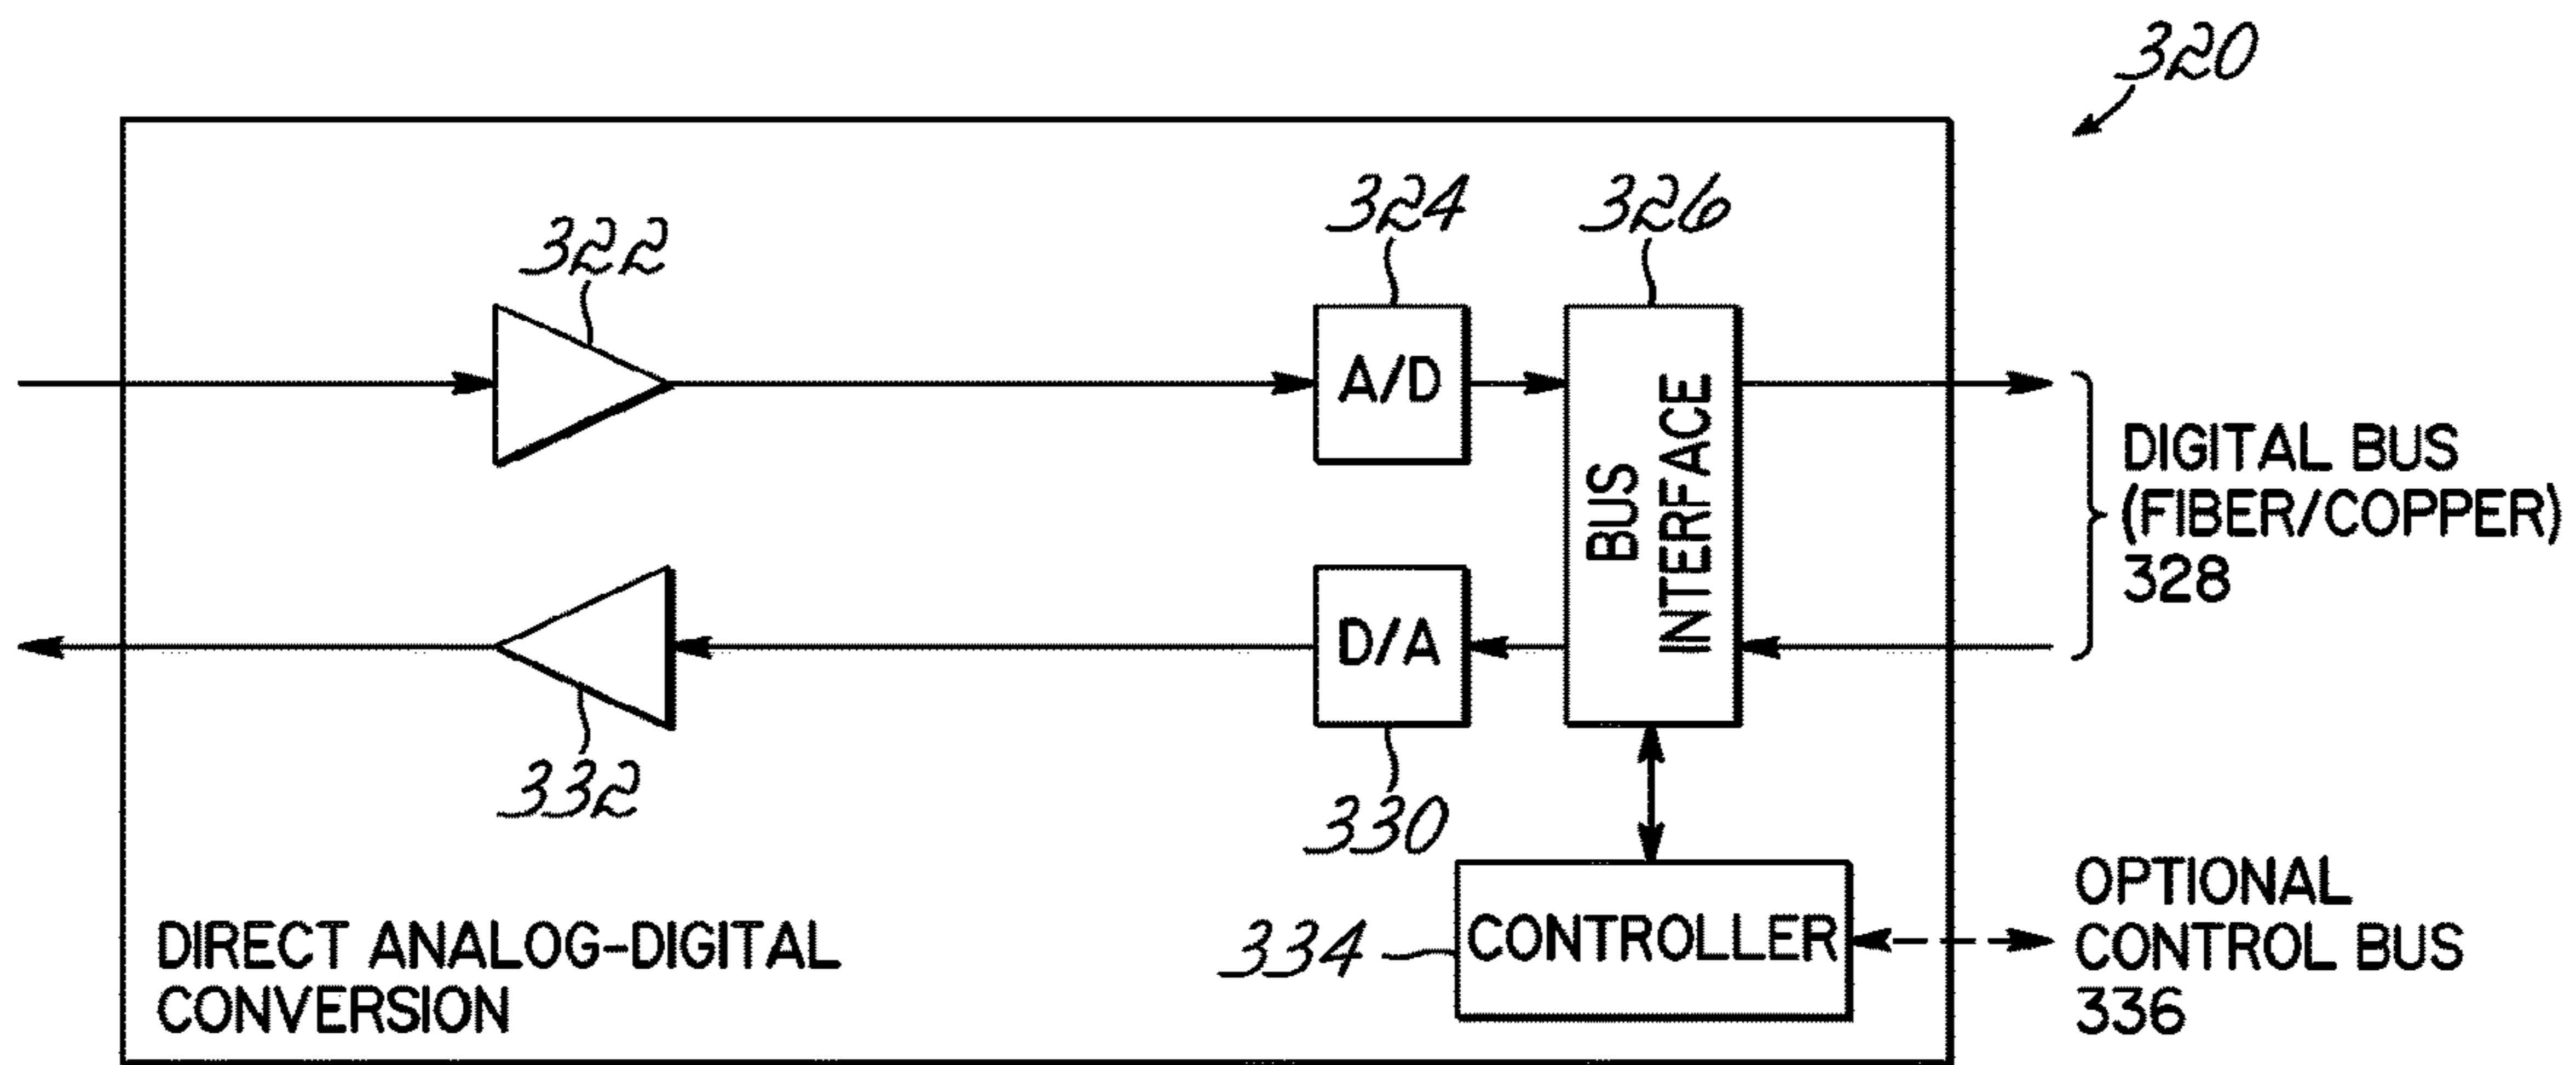 320
322
324
326
A/D
BUS
INTERFACE
DIGITAL BUS
(FIBER/COPPER)
328
D/A
332
330
334
CONTROLLER
OPTIONAL
CONTROL BUS
336
DIRECT ANALOG-DIGITAL
CONVERSION